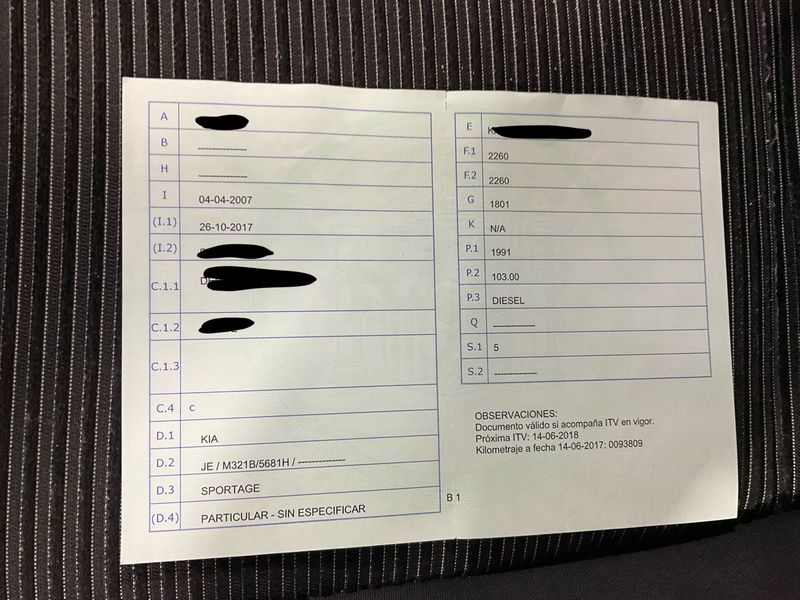 A
B --------------
H --------------
I 04-04-2007
(I.1) 26-10-2017
(I.2)
C.1.1
C.1.2
C.1.3
C.4 c
D.1 KIA
D.2 JE / M321B/5681H / --------------
D.3 SPORTAGE
(D.4) PARTICULAR - SIN ESPECIFICAR
E
F.1 2260
F.2 2260
G 1801
K N/A
P.1 1991
P.2 103.00
P.3 DIESEL
Q --------------
S.1 5
S.2 --------------
OBSERVACIONES:
Documento válido si acompaña ITV en vigor.
Próxima ITV: 14-06-2018
Kilometraje a fecha 14-06-2017: 0093809
B 1